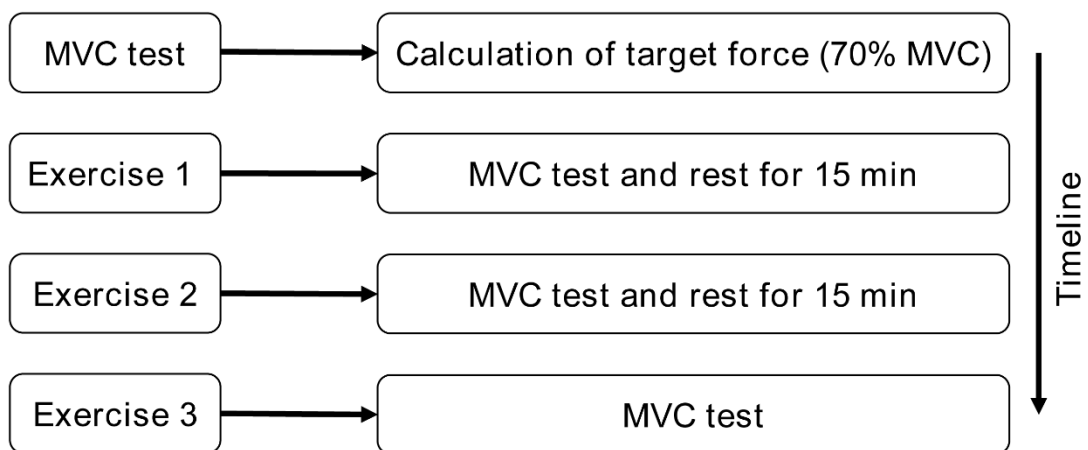 MVC test
Calculation of target force (70% MVC)
Exercise 1
MVC test and rest for 15 min
Exercise 2
MVC test and rest for 15 min
Exercise 3
MVC test
Timeline